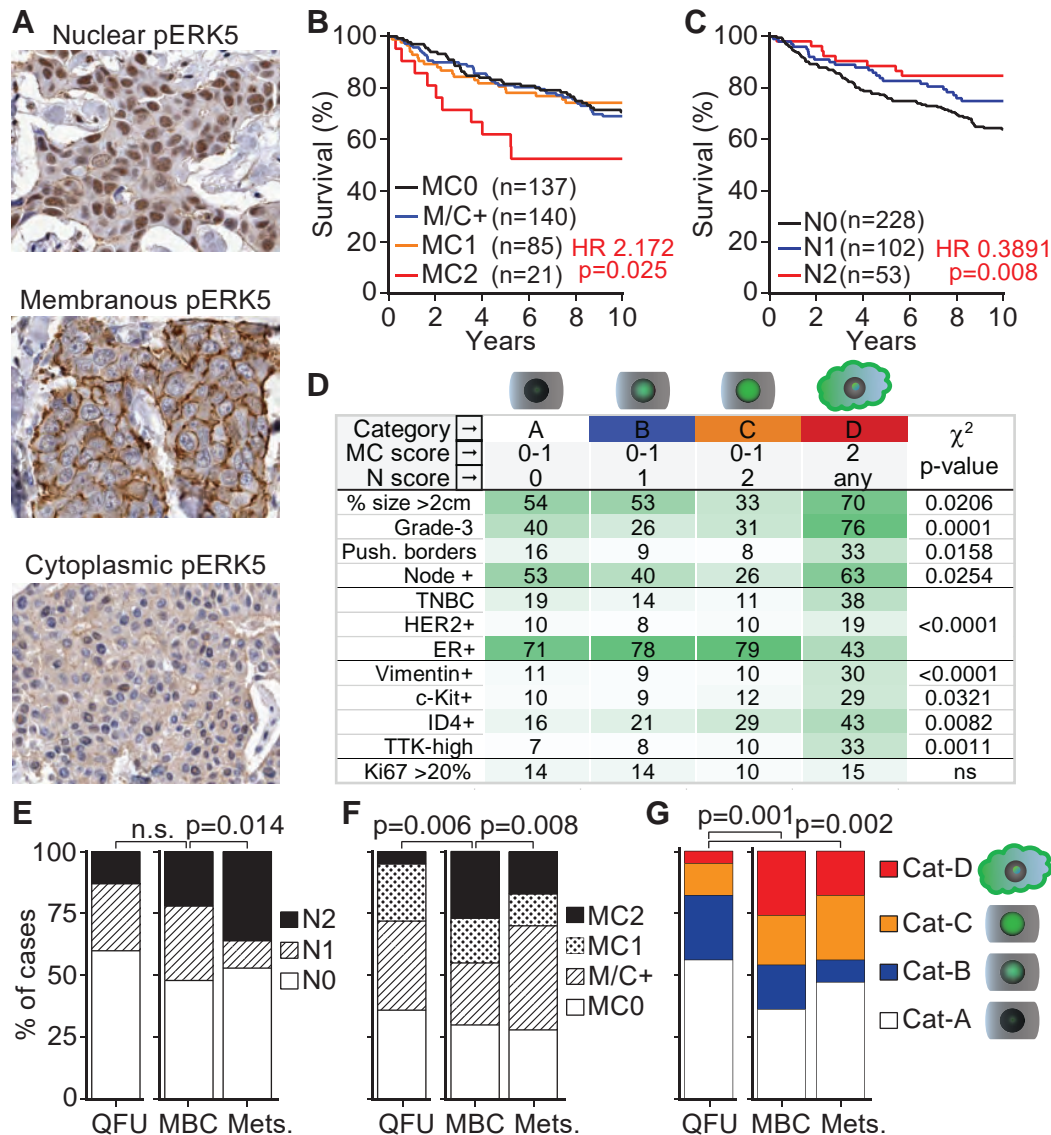 A
Nuclear pERK5
Membranous pERK5
Cytoplasmic pERK5
B
Survival (%)
100
80
60
40
20
0
MC0 (n=137)
M/C+ (n=140)
MC1 (n=85)
MC2 (n=21)
HR 2.172
p=0.025
0 2 4 6 8 10
Years
C
Survival (%)
100
80
60
40
20
0
N0 (n=228)
N1 (n=102)
N2 (n=53)
HR 0.3891
p=0.008
0 2 4 6 8 10
Years
D
Category → A B C D χ² p-value
MC score → 0-1 0-1 0-1 2
N score → 0 1 2 any
% size >2cm 54 53 33 70 0.0206
Grade-3 40 26 31 76 0.0001
Push. borders 16 9 8 33 0.0158
Node + 53 40 26 63 0.0254
TNBC 19 14 11 38
HER2+ 10 8 10 19 <0.0001
ER+ 71 78 79 43
Vimentin+ 11 9 10 30 <0.0001
c-Kit+ 10 9 12 29 0.0321
ID4+ 16 21 29 43 0.0082
TTK-high 7 8 10 33 0.0011
Ki67 >20% 14 14 10 15 ns
E
n.s. p=0.014
% of cases
100
75
50
25
0
QFU MBC Mets.
N2
N1
N0
F
p=0.006 p=0.008
QFU MBC Mets.
MC2
MC1
M/C+
MC0
G
p=0.001
p=0.002
QFU MBC Mets.
Cat-D
Cat-C
Cat-B
Cat-A